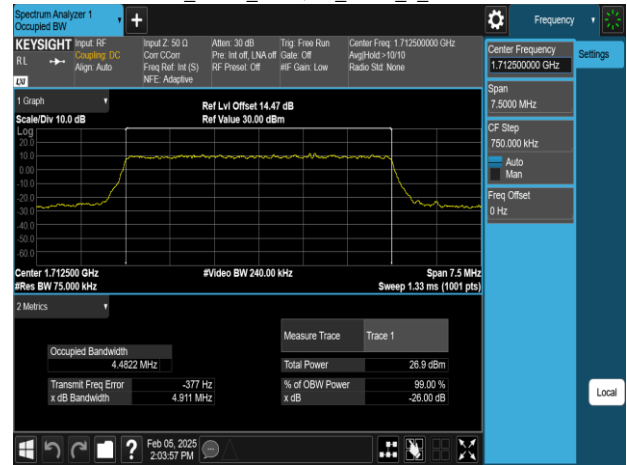 Spectrum Analyzer 1
Occupied BW
Frequency
KEYSIGHT
Input: RF
Coupling: DC
Align: Auto
Input Z: 50 Ω
Corr CCorr
Freq Ref: Int (S)
NFE: Adaptive
Atten: 30 dB
Pre: Int off, LNA off
RF Presel: Off
Trig: Free Run
Gate: Off
#IF Gain: Low
Center Freq: 1.712500000 GHz
Avg|Hold:>10/10
Radio Std: None
RL
LXI
Center Frequency
1.712500000 GHz
Settings
Span
7.5000 MHz
CF Step
750.000 kHz
Auto
Man
Freq Offset
0 Hz
Local
1 Graph
Scale/Div 10.0 dB
Ref Lvl Offset 14.47 dB
Ref Value 30.00 dBm
Log
20.0
10.0
0.00
-10.0
-20.0
-30.0
-40.0
-50.0
-60.0
Center 1.712500 GHz
#Video BW 240.00 kHz
Span 7.5 MHz
#Res BW 75.000 kHz
Sweep 1.33 ms (1001 pts)
2 Metrics
Measure Trace
Trace 1
Occupied Bandwidth
4.4822 MHz
Total Power
26.9 dBm
Transmit Freq Error
-377 Hz
% of OBW Power
99.00 %
x dB Bandwidth
4.911 MHz
x dB
-26.00 dB
?
Feb 05, 2025
2:03:57 PM